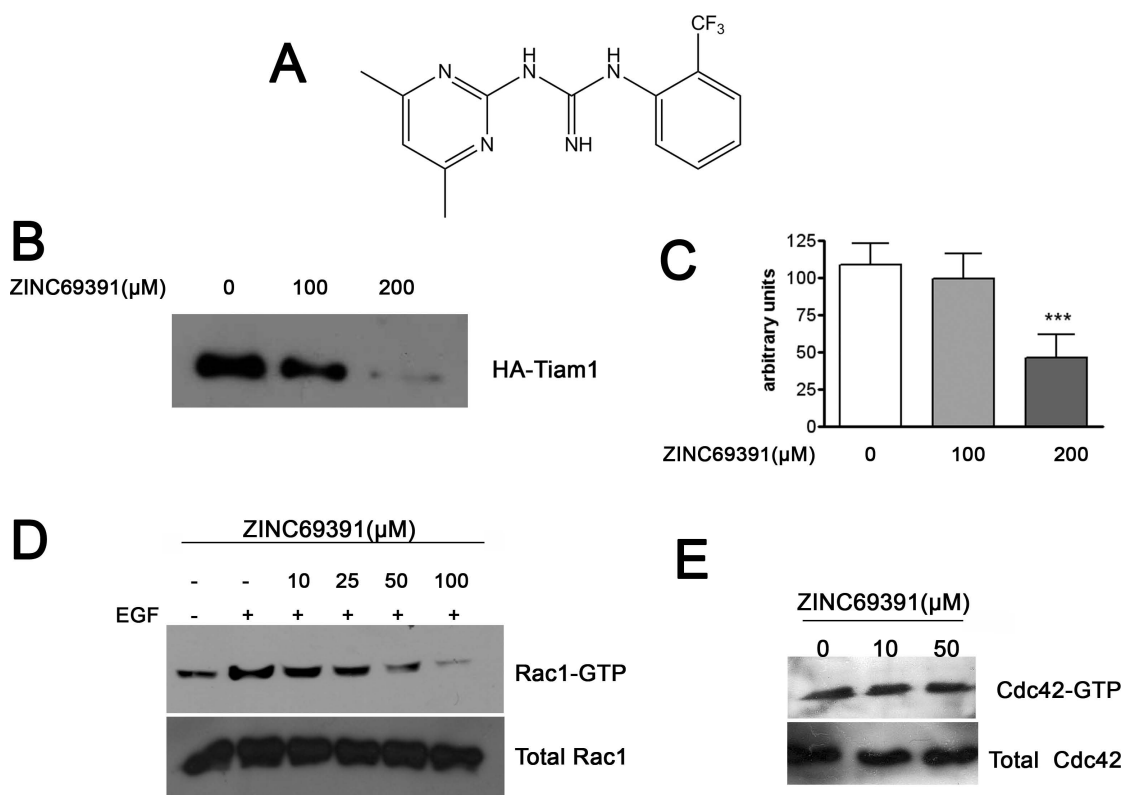 A
CF3
H
N
H
N
N
N
NH
B
ZINC69391(µM) 0 100 200
HA-Tiam1
C
arbitrary units
125
100
75
50
25
0
***
ZINC69391(µM) 0 100 200
D
ZINC69391(µM)
- - 10 25 50 100
EGF - + + + + +
Rac1-GTP
Total Rac1
E
ZINC69391(µM)
0 10 50
Cdc42-GTP
Total Cdc42